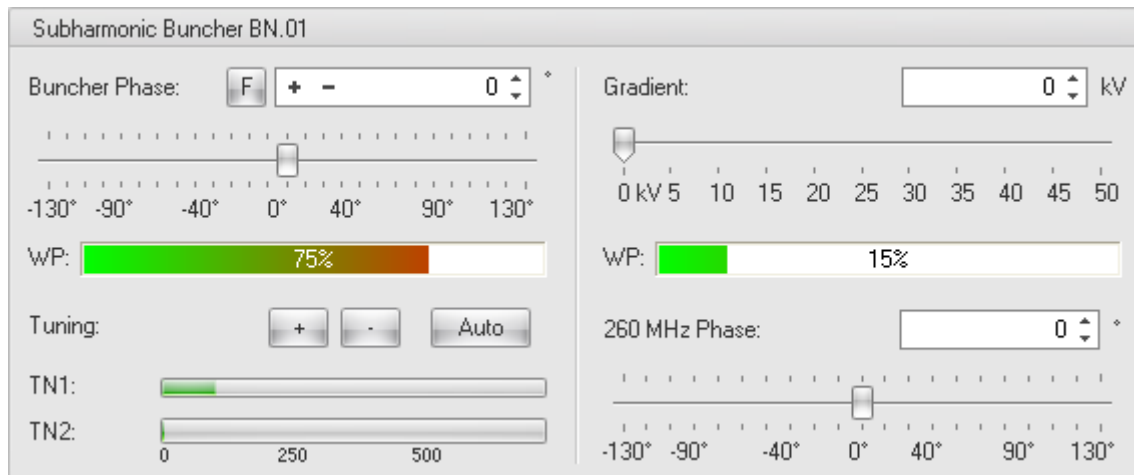 Subharmonic Buncher BN.01
Buncher Phase: F + - 0 °
-130° -90° -40° 0° 40° 90° 130°
WP: 75%
Tuning: + - Auto
TN1:
TN2:
0 250 500
Gradient: 0 kV
0 kV 5 10 15 20 25 30 35 40 45 50
WP: 15%
260 MHz Phase: 0 °
-130° -90° -40° 0° 40° 90° 130°